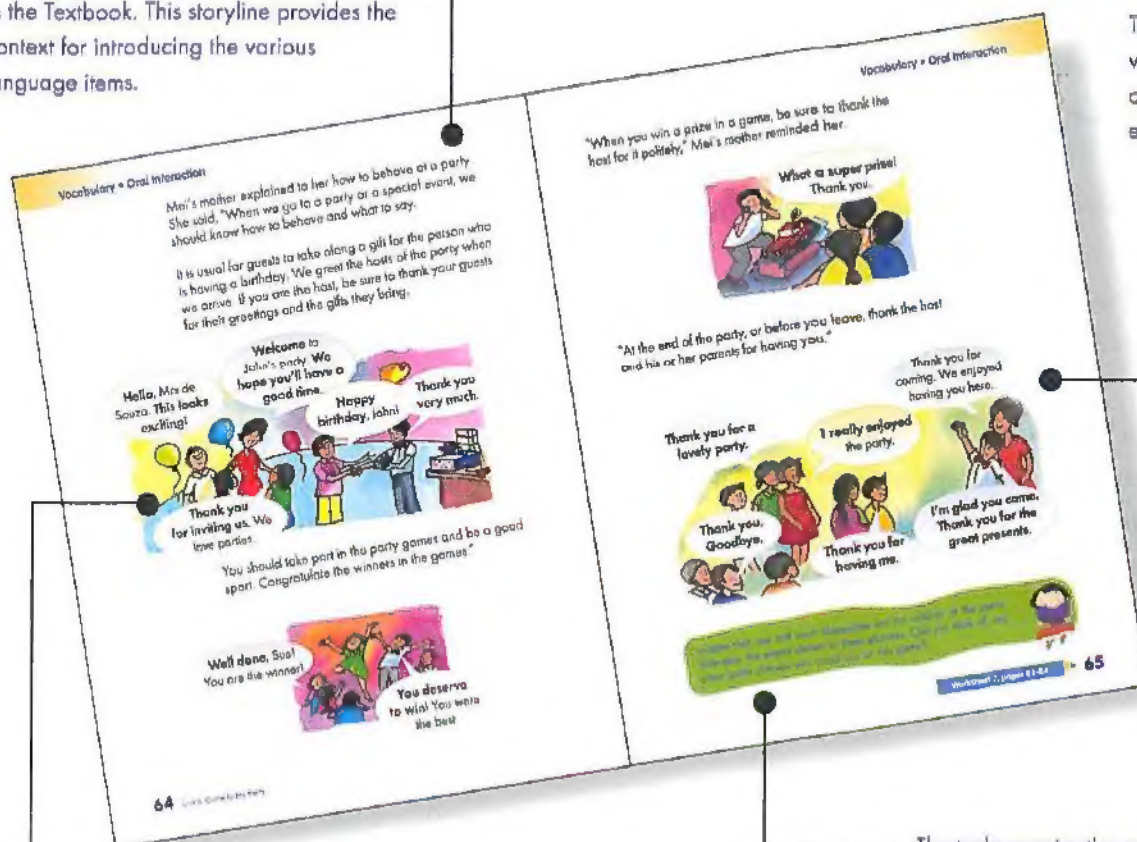 the Textbook. This storyline provides the
context for introducing the various
language items.
Vocabulary • Oral Interaction
Mei's mother explained to her how to behave at a party.
She said, "When we go to a party or a special event, we
should know how to behave and what to say.
It is usual for guests to take along a gift for the person who
is having a birthday. We greet the hosts of the party when
we arrive. If you are the host, be sure to thank your guests
for their greetings and the gifts they bring.
Hello, Mrs de
Souza. This looks
exciting!
Welcome to
John's party. We
hope you'll have a
good time.
Happy
birthday, John!
Thank you
very much.
Thank you
for inviting us. We
love parties.
You should take part in the party games and be a good
sport. Congratulate the winners in the games."
Well done, Sue!
You are the winner!
You deserve
to win! You were
the best
64
Vocabulary • Oral Interaction
"When you win a prize in a game, be sure to thank the
host for it politely," Mei's mother reminded her.
What a super prize!
Thank you.
"At the end of the party, or before you leave, thank the host
and his or her parents for having you."
Thank you for a
lovely party.
I really enjoyed
the party.
Thank you for
coming. We enjoyed
having you here.
Thank you.
Goodbye.
Thank you for
having me.
I'm glad you came.
Thank you for the
great presents.
Worksheet 7, pages
65